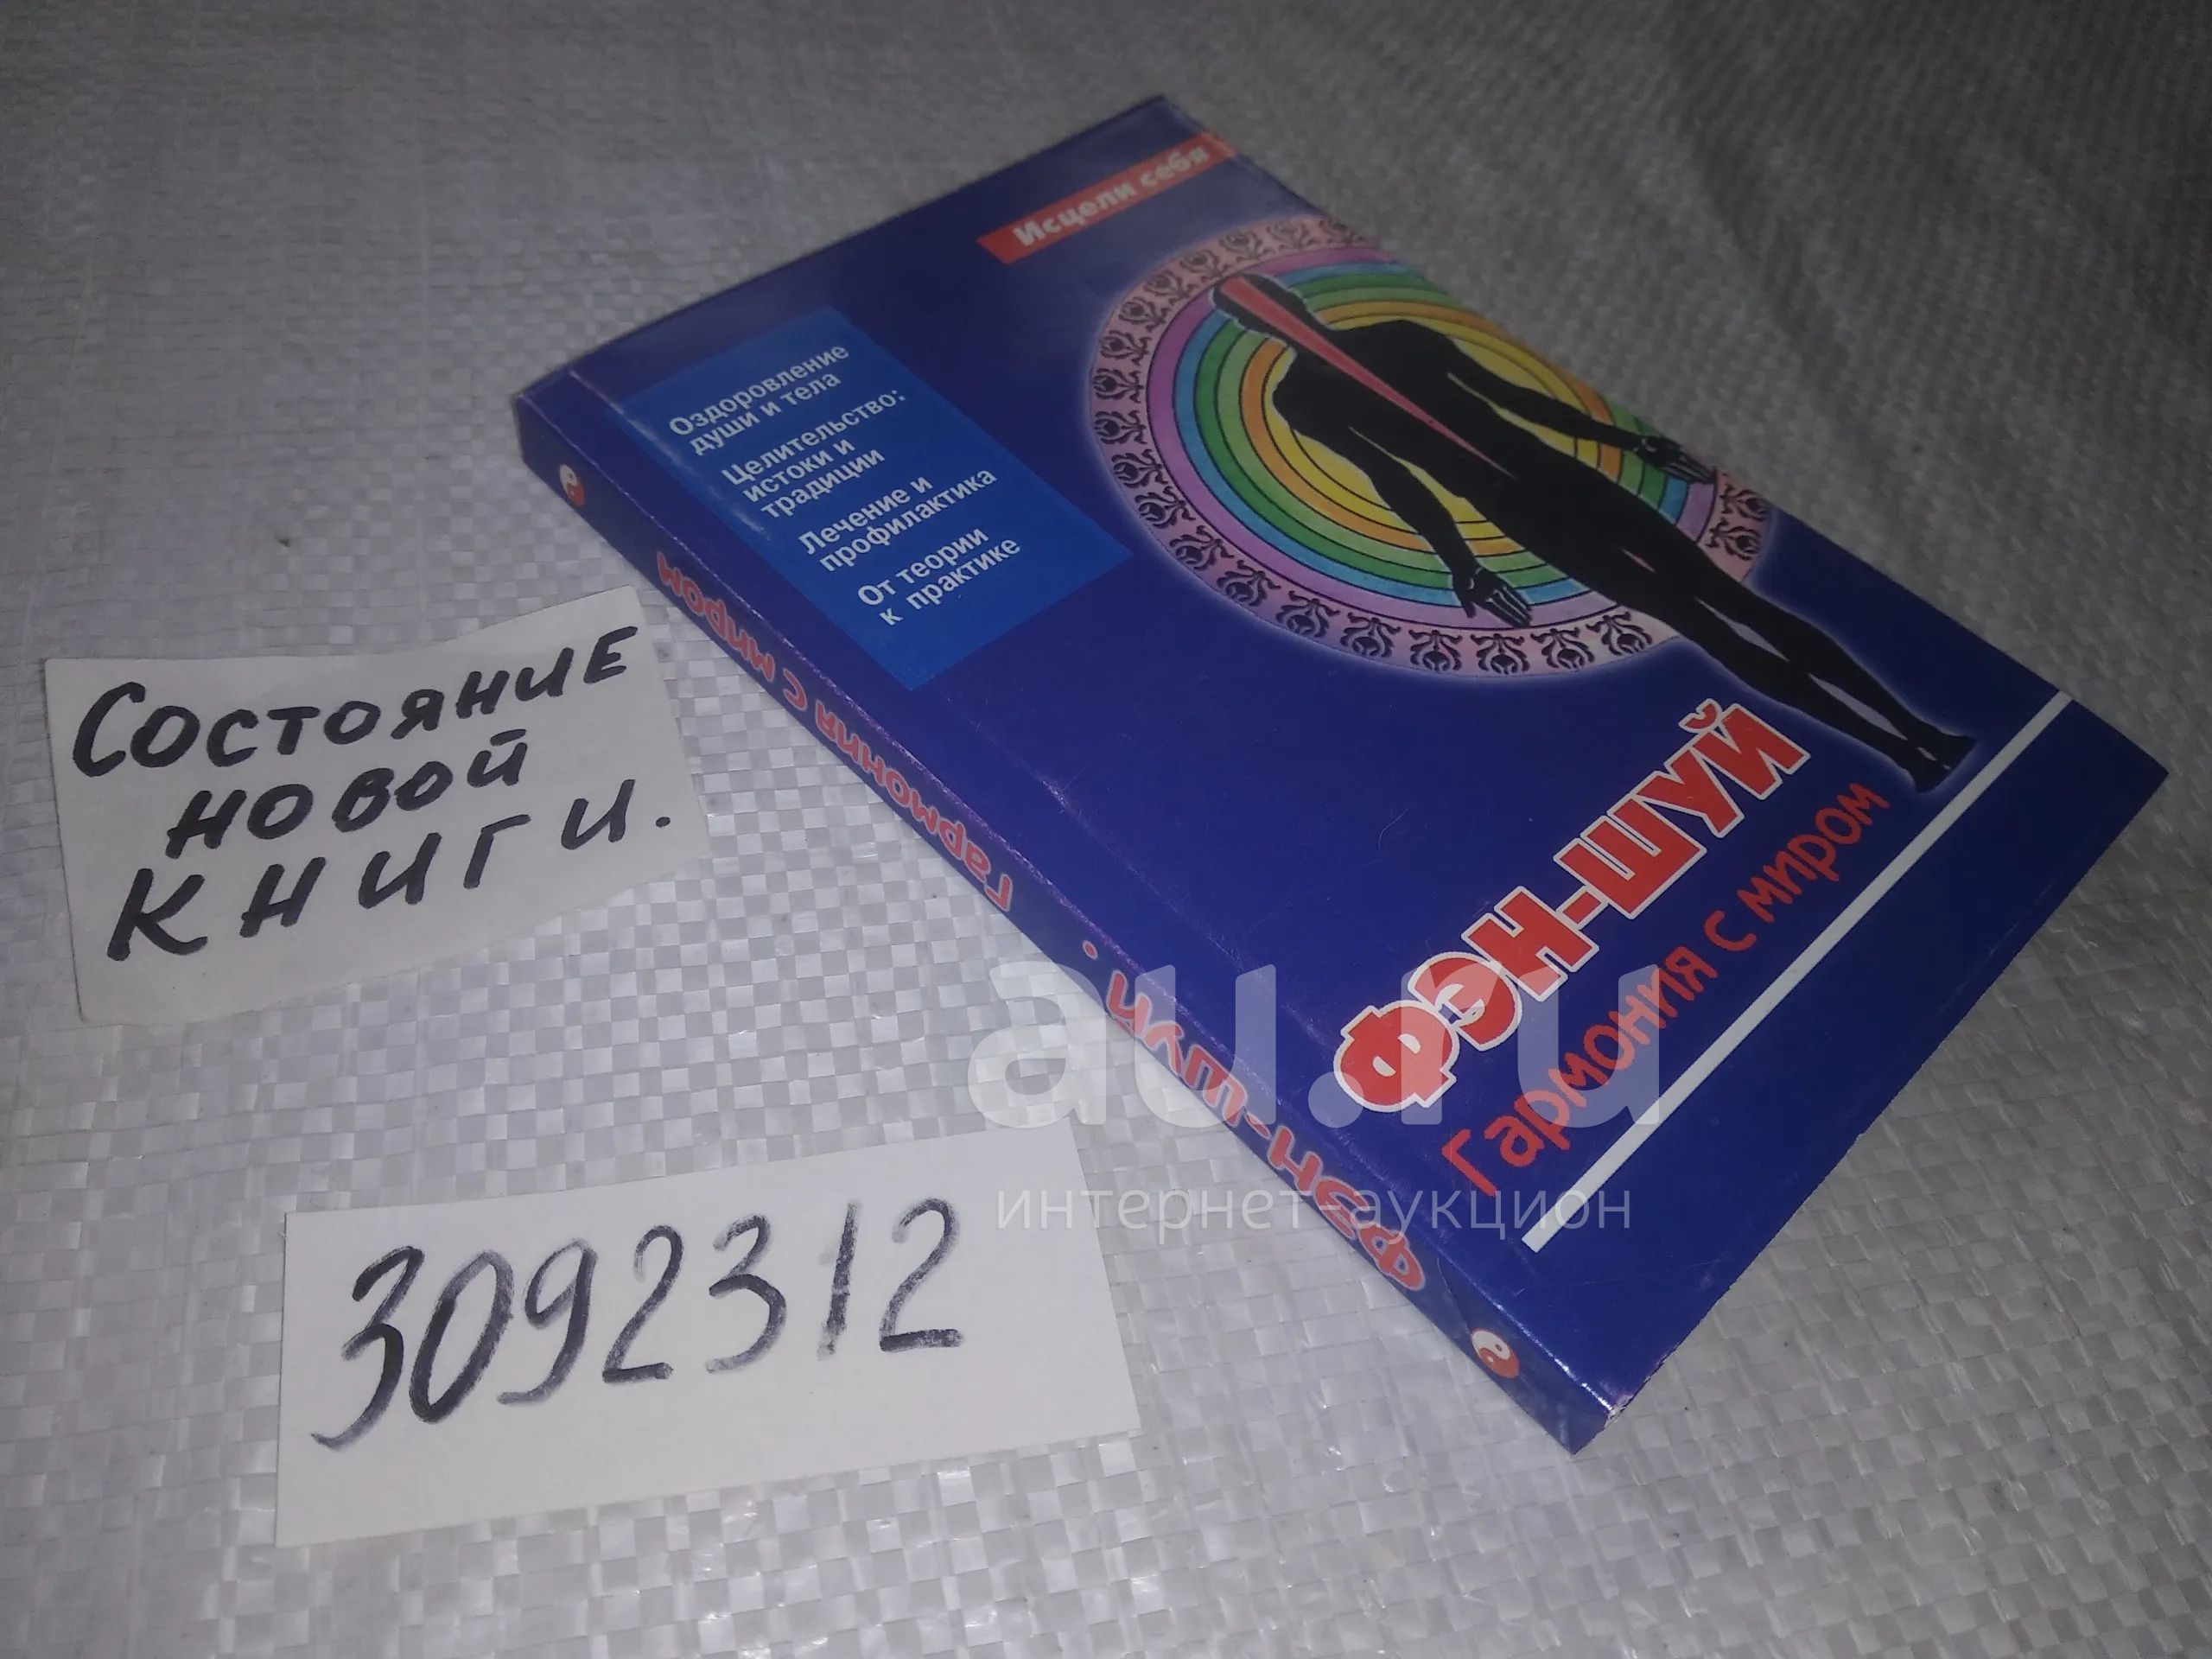 Исцели себя
Оздоровление
души и тела
Целительство:
истоки и
традиции
Лечение и
профилактика
От теории
к практике
ФЭН-ШУЙ
Гармония с миром
ФЭН-ШУЙ. Гармония с миром
Состояние
новой
книги.
3092312
au.ru
интернет-аукцион